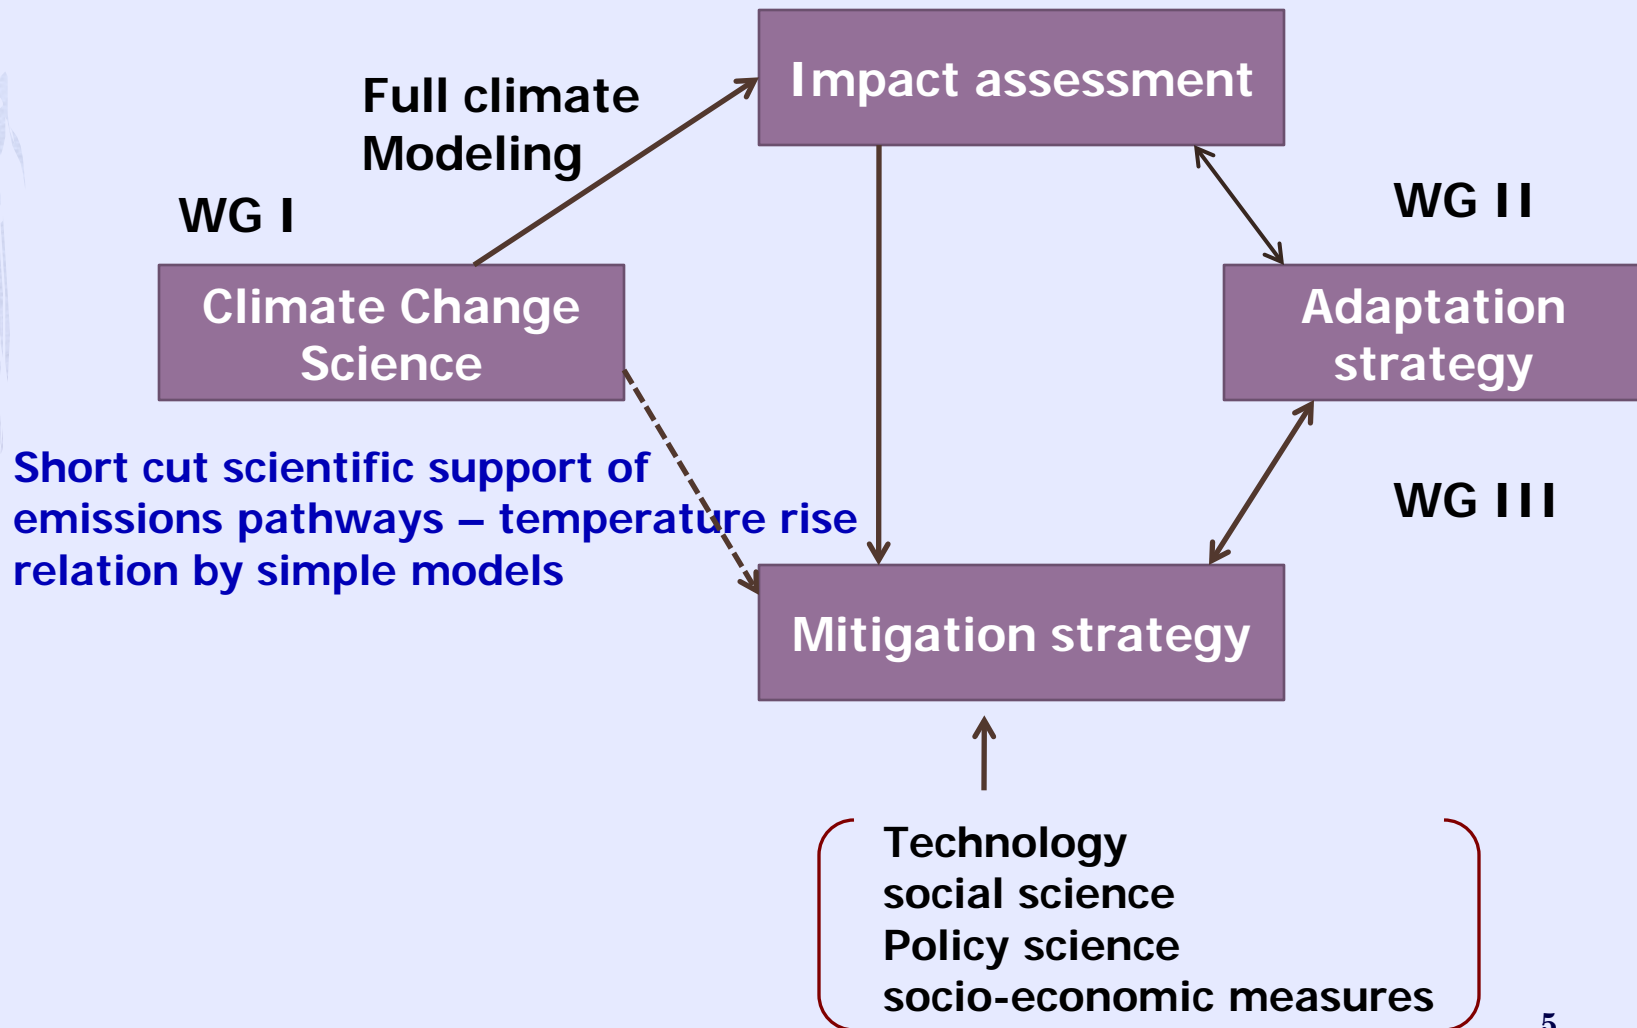 Impact assessment
Full climate
Modeling
WG I
WG II
Climate Change
Science
Adaptation
strategy
Short cut scientific support of
emissions pathways – temperature rise
relation by simple models
WG III
Mitigation strategy
Technology
social science
Policy science
socio-economic measures
5